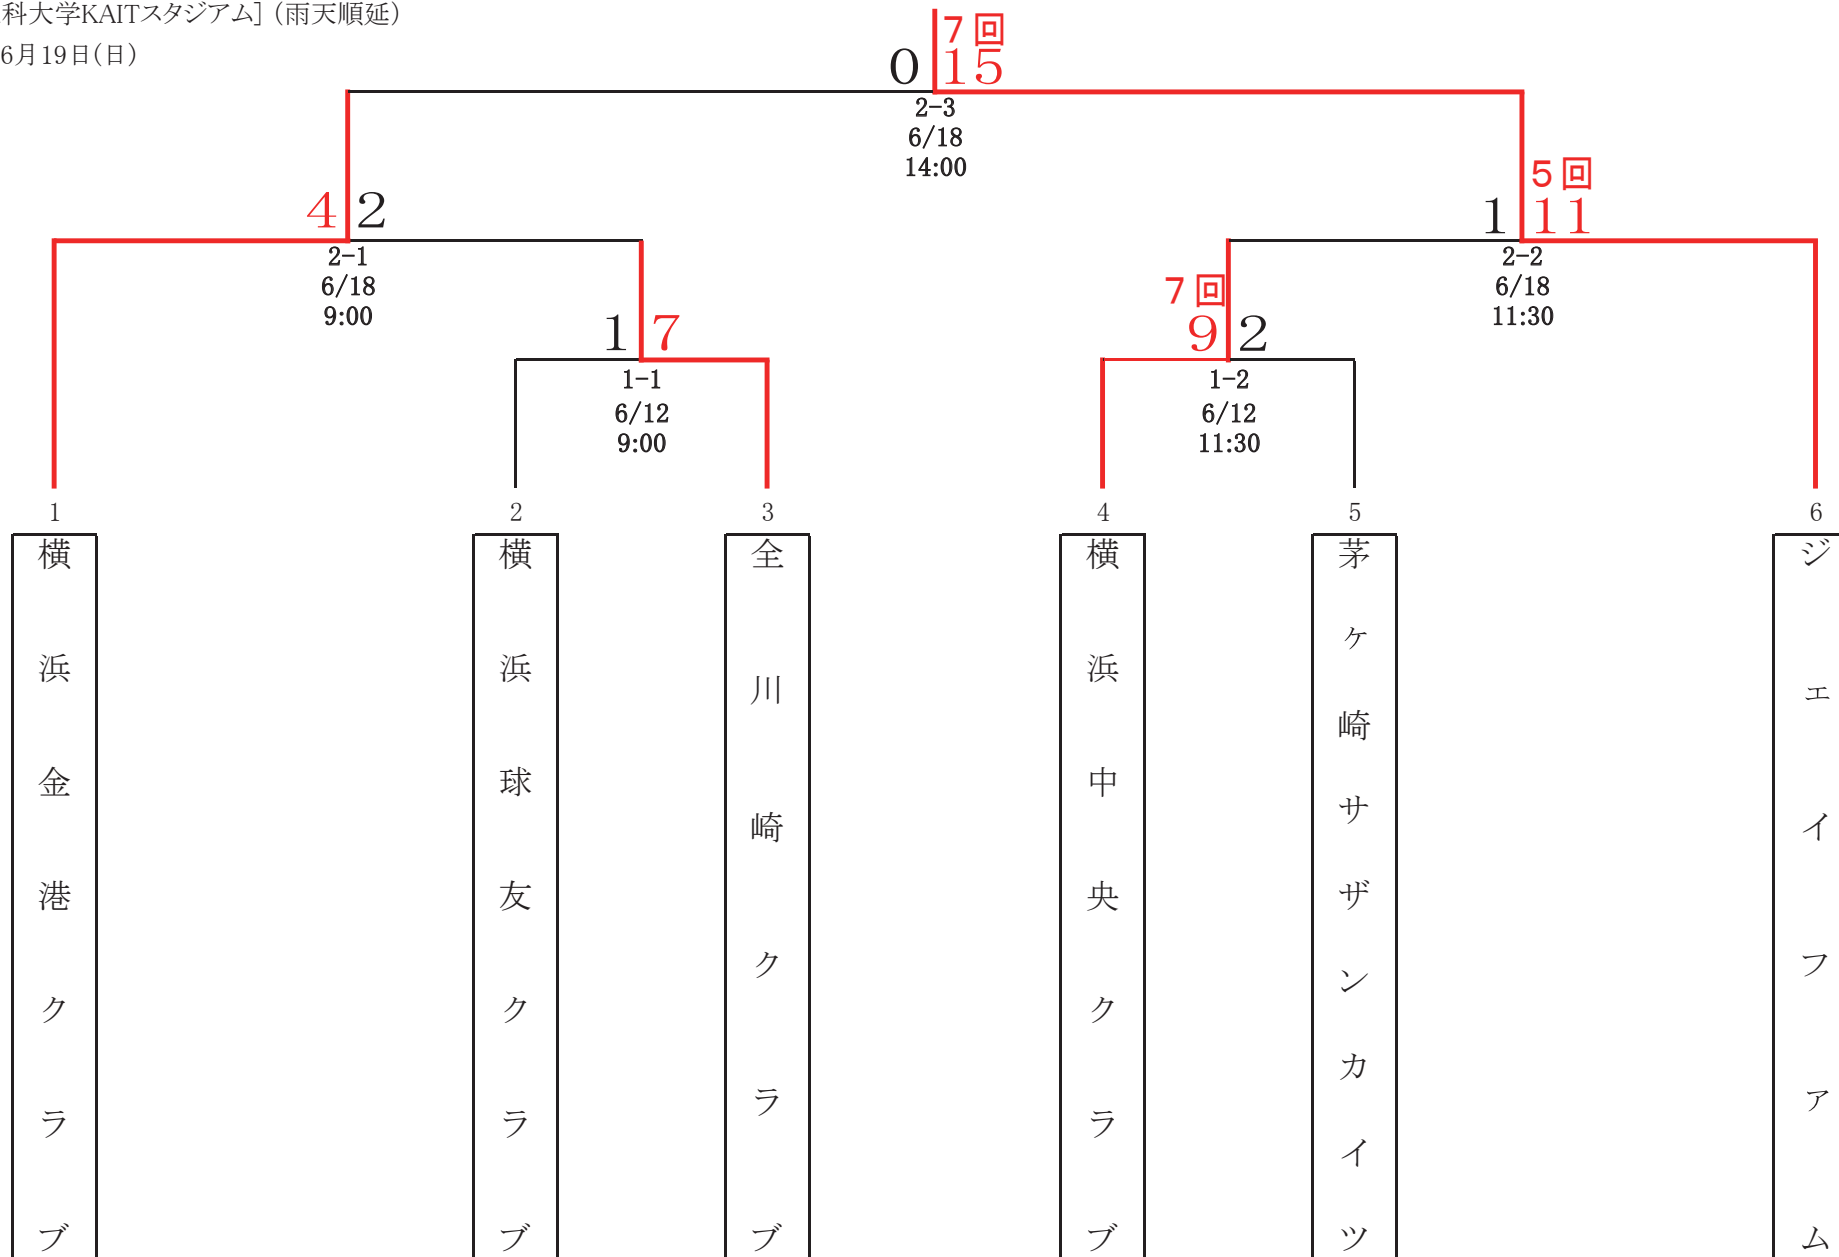 科大学KAITスタジアム］（雨天順延）
6月19日(日)
7回
0 15
2-3
6/18
14:00
4 2
2-1
6/18
9:00
5回
1 11
2-2
6/18
11:30
1 7
1-1
6/12
9:00
7回
9 2
1-2
6/12
11:30
1
2
3
4
5
6
横浜金港クラブ
横浜球友クラブ
全川崎クラブ
横浜中央クラブ
茅ヶ崎サザンカイツ
ジェイファム